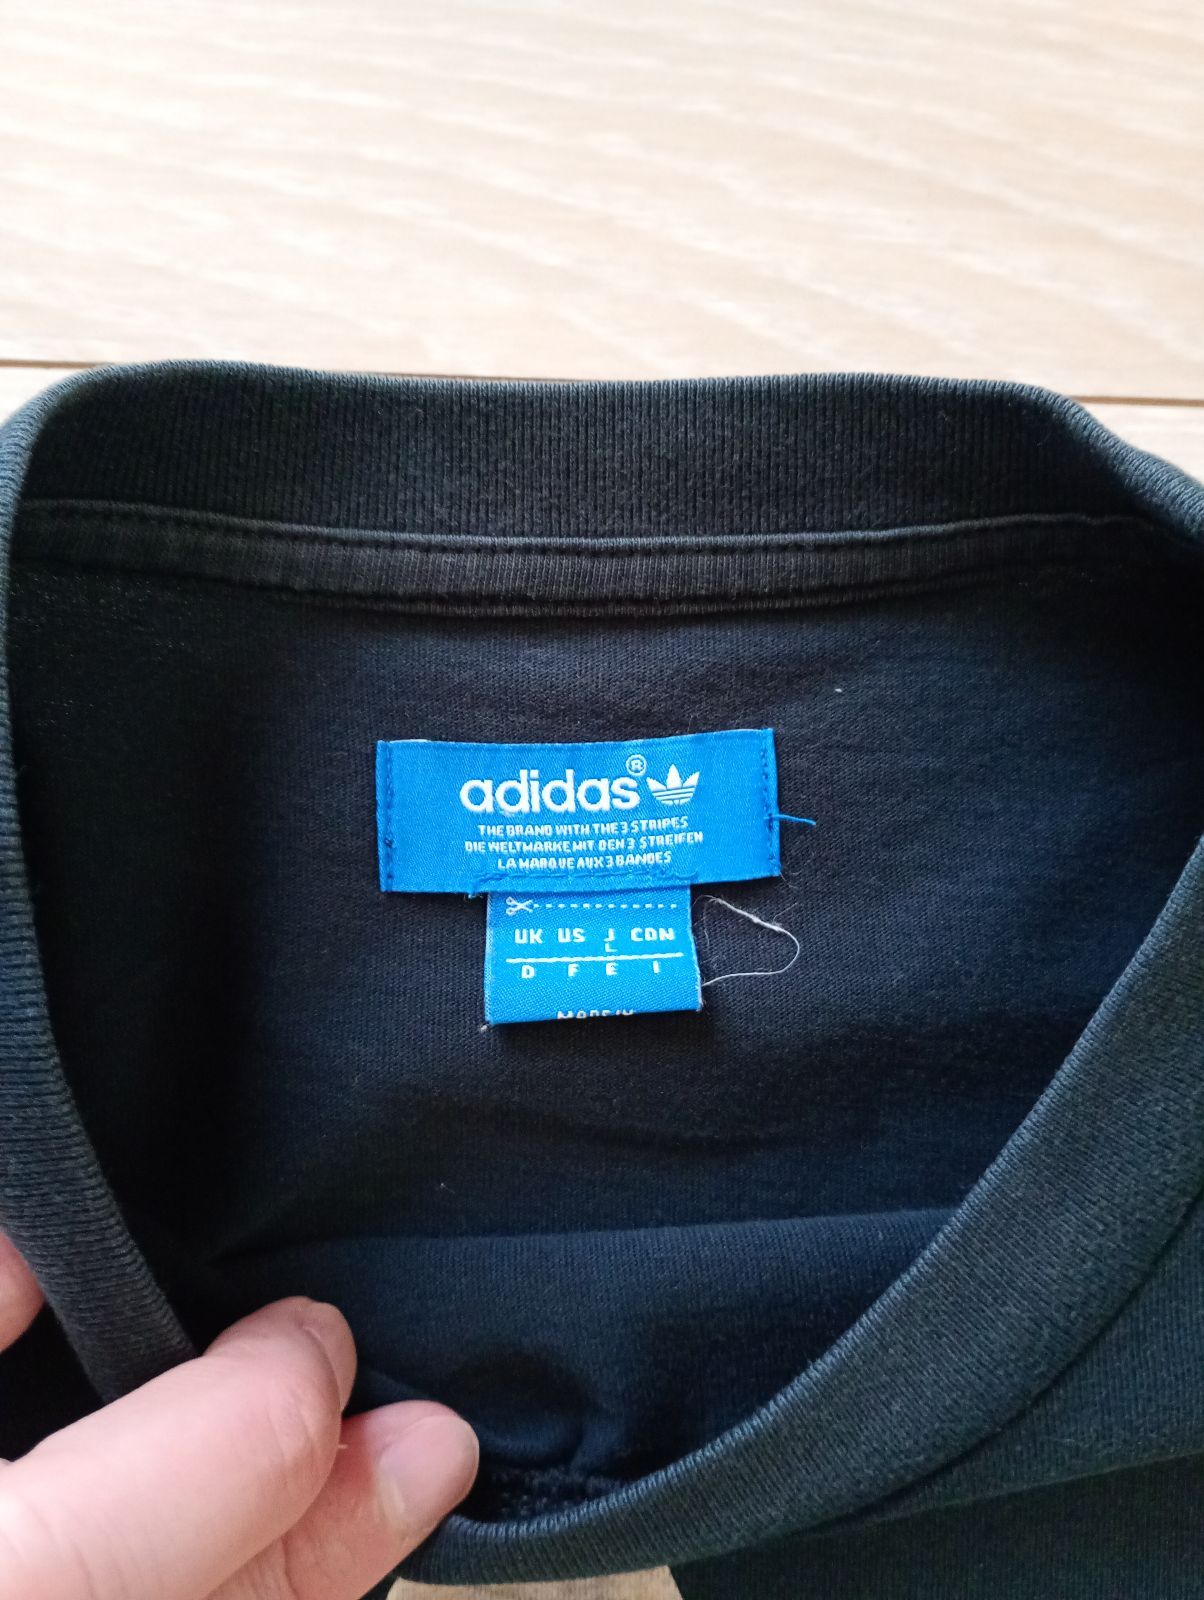 adidas®
THE BRAND WITH THE 3 STRIPES
DIE WELTMARKE MIT DEN 3 STREIFEN
LA MARQUE AUX 3 BANDES
UK US J CDN
L
D F E I